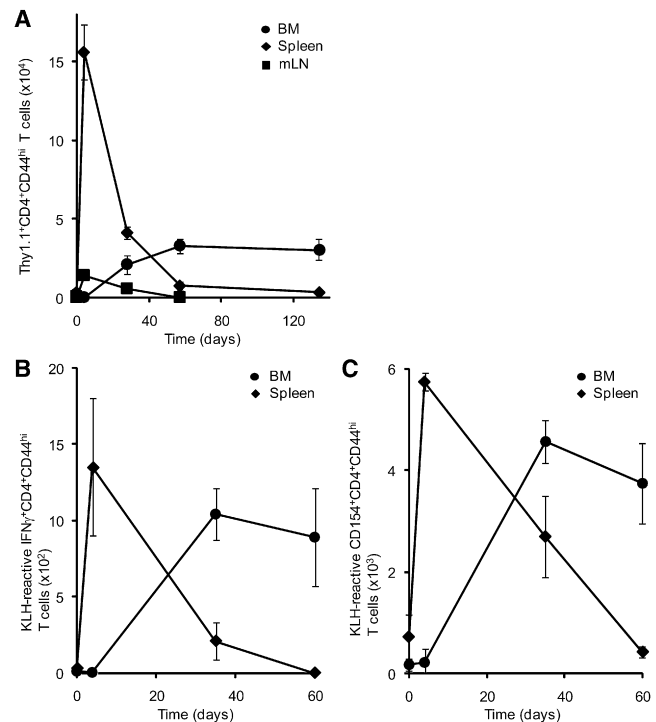 A
BM
Spleen
mLN
Thy1.1⁺CD4⁺CD44ʰⁱ T cells (x10⁴)
15
10
5
0
0 40 80 120
Time (days)
B
BM
Spleen
KLH-reactive IFNγ⁺CD4⁺CD44ʰⁱ
T cells (x10²)
20
15
10
5
0
0 20 40 60
Time (days)
C
BM
Spleen
KLH-reactive CD154⁺CD4⁺CD44ʰⁱ
T cells (x10³)
6
4
2
0
0 20 40 60
Time (days)